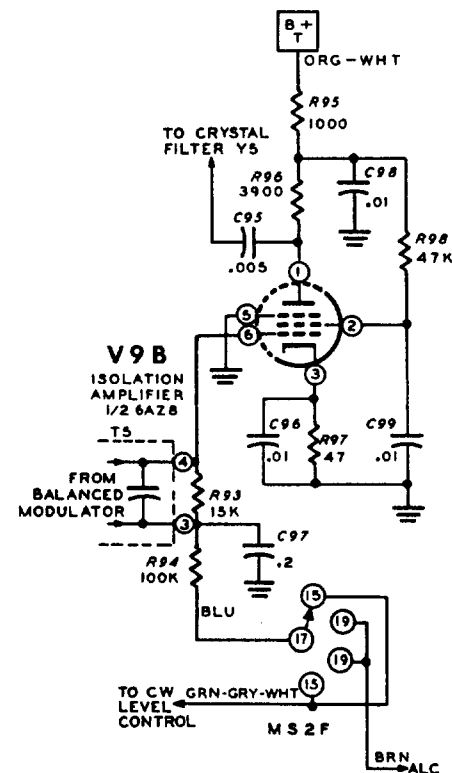 B+
T
ORG-WHT
R95
1000
TO CRYSTAL
FILTER Y5
R96
3900
C98
.01
C95
.005
R98
47K
1
5
6
2
3
V9B
ISOLATION
AMPLIFIER
1/2 6AZ8
T5
C96
.01
R97
47
C99
.01
4
FROM
BALANCED
MODULATOR
R93
15K
3
C97
.2
R94
100K
BLU
15
17
19
19
15
TO CW
LEVEL
CONTROL
GRN-GRY-WHT
MS2F
BRN
ALC